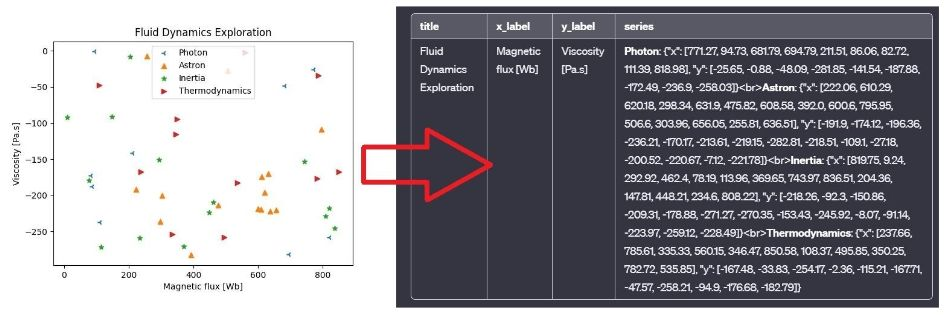 Fluid Dynamics Exploration
Photon
Astron
Inertia
Thermodynamics
0
−50
−100
−150
−200
−250
Viscosity [Pa.s]
0
200
400
600
800
Magnetic flux [Wb]
title x_label y_label series
Fluid
Dynamics
Exploration
Magnetic
flux [Wb]
Viscosity
[Pa.s]
Photon: {"x": [771.27, 94.73, 681.79, 694.79, 211.51, 86.06, 82.72,
111.39, 818.98], "y": [-25.65, -0.88, -48.09, -281.85, -141.54, -187.88,
-172.49, -236.9, -258.03]}<br>Astron: {"x": [222.06, 610.29,
620.18, 298.34, 631.9, 475.82, 608.58, 392.0, 600.6, 795.95,
506.6, 303.96, 656.05, 255.81, 636.51], "y": [-191.9, -174.12, -196.36,
-236.21, -170.17, -213.61, -219.15, -282.81, -218.51, -109.1, -27.18,
-200.52, -220.67, -7.12, -221.78]}<br>Inertia: {"x": [819.75, 9.24,
292.92, 462.4, 78.19, 113.96, 369.65, 743.97, 836.51, 204.36,
147.81, 448.21, 234.6, 808.22], "y": [-218.26, -92.3, -150.86,
-209.31, -178.88, -271.27, -270.35, -153.43, -245.92, -8.07, -91.14,
-223.97, -259.12, -228.49]}<br>Thermodynamics: {"x": [237.66,
785.61, 335.33, 560.15, 346.47, 850.58, 108.37, 495.85, 350.25,
782.72, 535.85], "y": [-167.48, -33.83, -254.17, -2.36, -115.21, -167.71,
-47.57, -258.21, -94.9, -176.68, -182.79]}